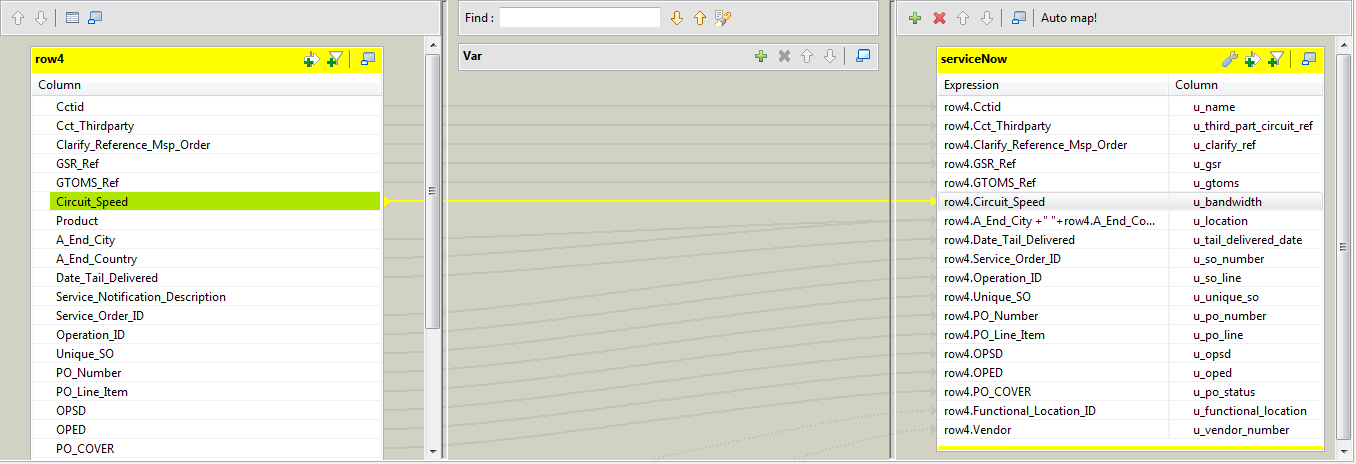 Find :
Auto map!
row4
Column
Cctid
Cct_Thirdparty
Clarify_Reference_Msp_Order
GSR_Ref
GTOMS_Ref
Circuit_Speed
Product
A_End_City
A_End_Country
Date_Tail_Delivered
Service_Notification_Description
Service_Order_ID
Operation_ID
Unique_SO
PO_Number
PO_Line_Item
OPSD
OPED
PO_COVER
Var
serviceNow
Expression Column
row4.Cctid u_name
row4.Cct_Thirdparty u_third_part_circuit_ref
row4.Clarify_Reference_Msp_Order u_clarify_ref
row4.GSR_Ref u_gsr
row4.GTOMS_Ref u_gtoms
row4.Circuit_Speed u_bandwidth
row4.A_End_City +" "+row4.A_End_Co... u_location
row4.Date_Tail_Delivered u_tail_delivered_date
row4.Service_Order_ID u_so_number
row4.Operation_ID u_so_line
row4.Unique_SO u_unique_so
row4.PO_Number u_po_number
row4.PO_Line_Item u_po_line
row4.OPSD u_opsd
row4.OPED u_oped
row4.PO_COVER u_po_status
row4.Functional_Location_ID u_functional_location
row4.Vendor u_vendor_number